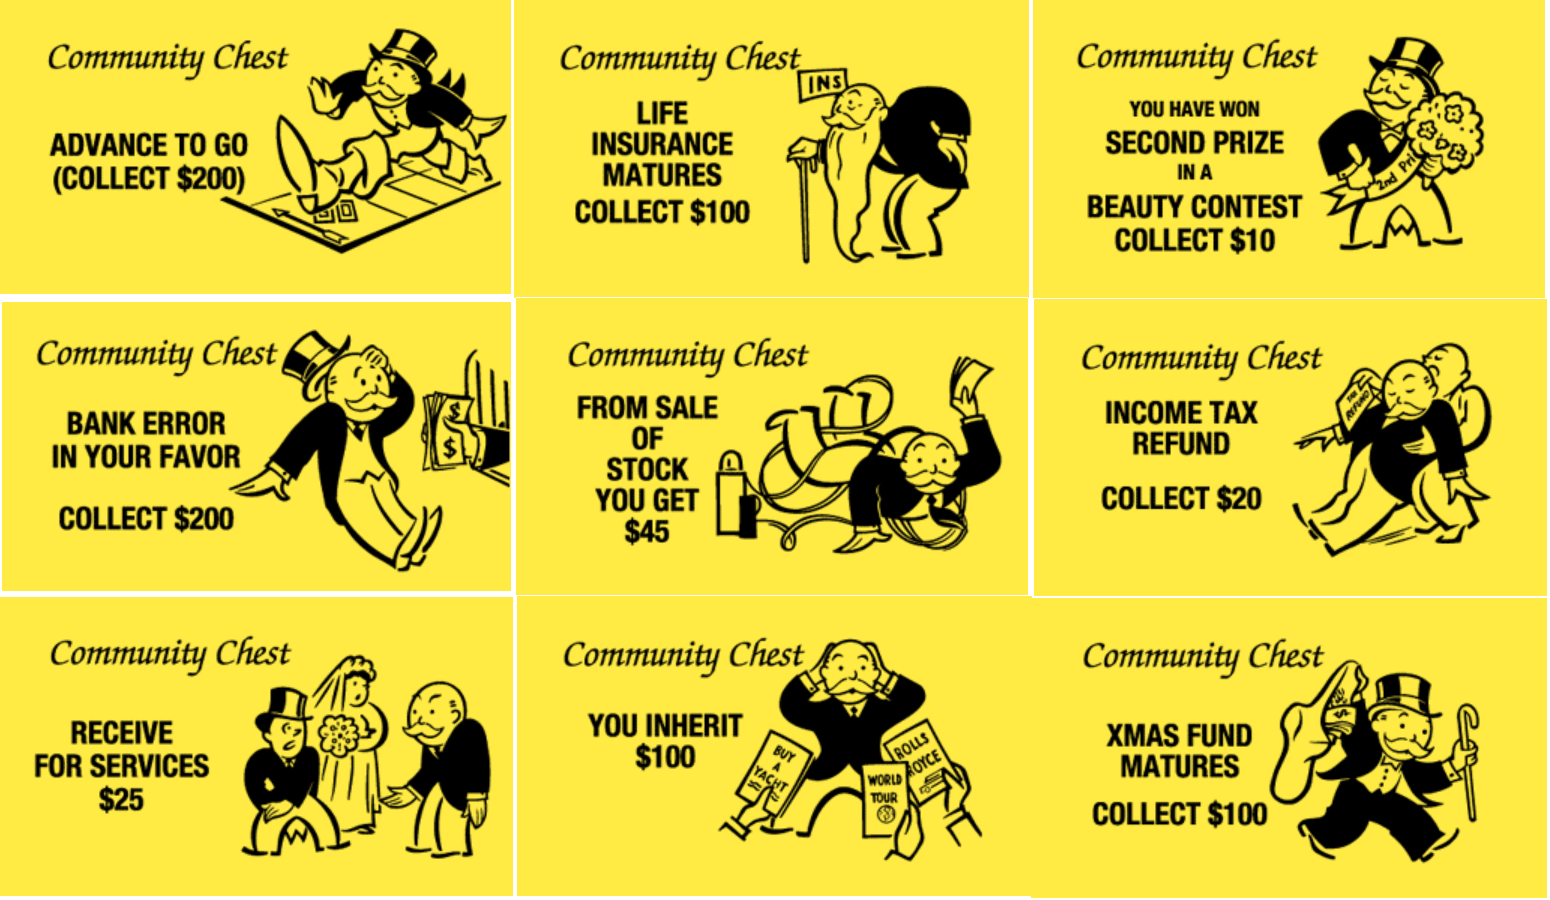 Community Chest
ADVANCE TO GO
(COLLECT $200)
Community Chest
INS
LIFE
INSURANCE
MATURES
COLLECT $100
Community Chest
YOU HAVE WON
SECOND PRIZE
IN A
BEAUTY CONTEST
COLLECT $10
2nd Pri
Community Chest
BANK ERROR
IN YOUR FAVOR
COLLECT $200
$
$
Community Chest
FROM SALE
OF
STOCK
YOU GET
$45
Community Chest
TAX
REFUND
INCOME TAX
REFUND
COLLECT $20
Community Chest
RECEIVE
FOR SERVICES
$25
Community Chest
YOU INHERIT
$100
BUY
A
YACHT
WORLD
TOUR
ROLLS
ROYCE
Community Chest
XMAS FUND
MATURES
COLLECT $100
$